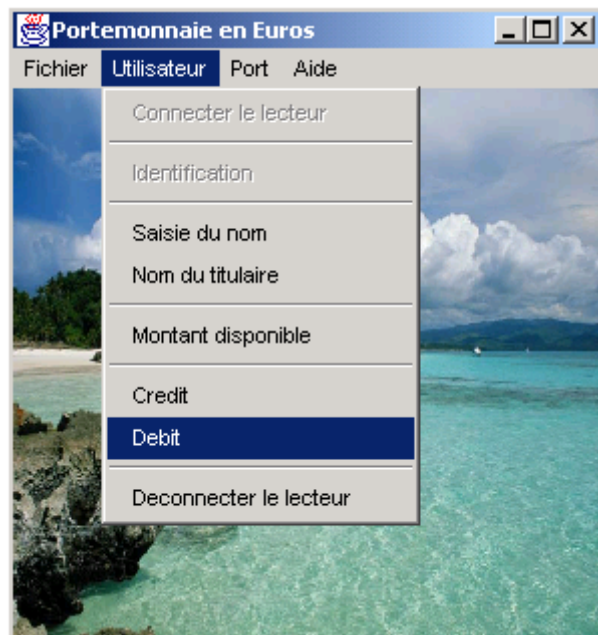 Portemonnaie en Euros
Fichier Utilisateur Port Aide
Connecter le lecteur
Identification
Saisie du nom
Nom du titulaire
Montant disponible
Credit
Debit
Deconnecter le lecteur